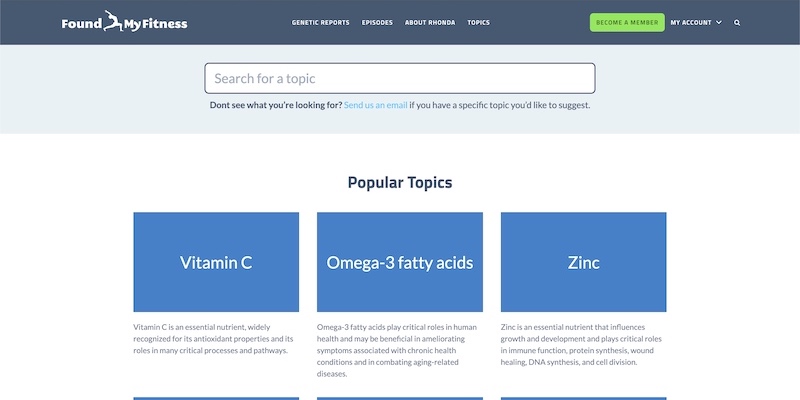 Found MyFitness
GENETIC REPORTS EPISODES ABOUT RHONDA TOPICS
BECOME A MEMBER MY ACCOUNT
Search for a topic
Dont see what you're looking for? Send us an email if you have a specific topic you'd like to suggest.
Popular Topics
Vitamin C
Omega-3 fatty acids
Zinc
Vitamin C is an essential nutrient, widely
recognized for its antioxidant properties and its
roles in many critical processes and pathways.
Omega-3 fatty acids play critical roles in human
health and may be beneficial in ameliorating
symptoms associated with chronic health
conditions and in combating aging-related
diseases.
Zinc is an essential nutrient that influences
growth and development and plays critical roles
in immune function, protein synthesis, wound
healing, DNA synthesis, and cell division.